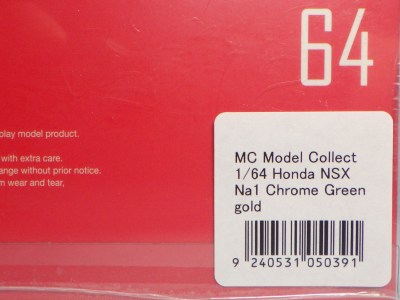 64
play model product.
with extra care.
ange without prior notice.
m wear and tear,
MC Model Collect
1/64 Honda NSX
Na1 Chrome Green
gold
9 240531 050391